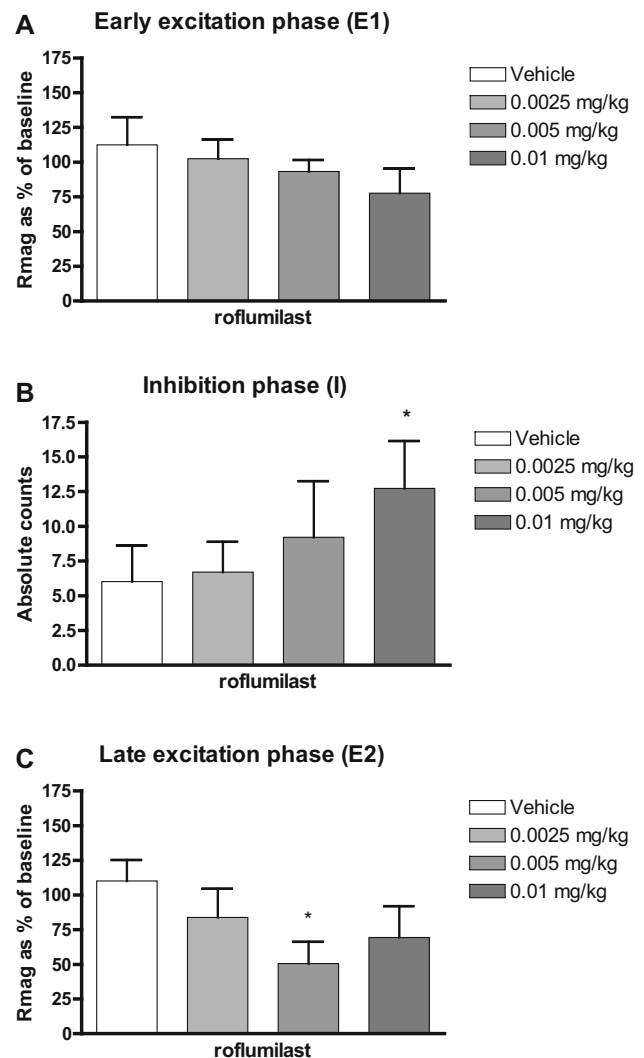 A Early excitation phase (E1)
175
150
125
100
75
50
25
0
Rmag as % of baseline
roflumilast
Vehicle
0.0025 mg/kg
0.005 mg/kg
0.01 mg/kg
B Inhibition phase (I)
17.5
15.0
12.5
10.0
7.5
5.0
2.5
0.0
Absolute counts
*
roflumilast
Vehicle
0.0025 mg/kg
0.005 mg/kg
0.01 mg/kg
C Late excitation phase (E2)
175
150
125
100
75
50
25
0
Rmag as % of baseline
*
roflumilast
Vehicle
0.0025 mg/kg
0.005 mg/kg
0.01 mg/kg